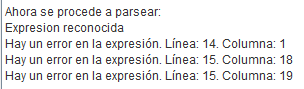 Ahora se procede a parsear:
Expresion reconocida
Hay un error en la expresión. Línea: 14. Columna: 1
Hay un error en la expresión. Línea: 15. Columna: 18
Hay un error en la expresión. Línea: 15. Columna: 19